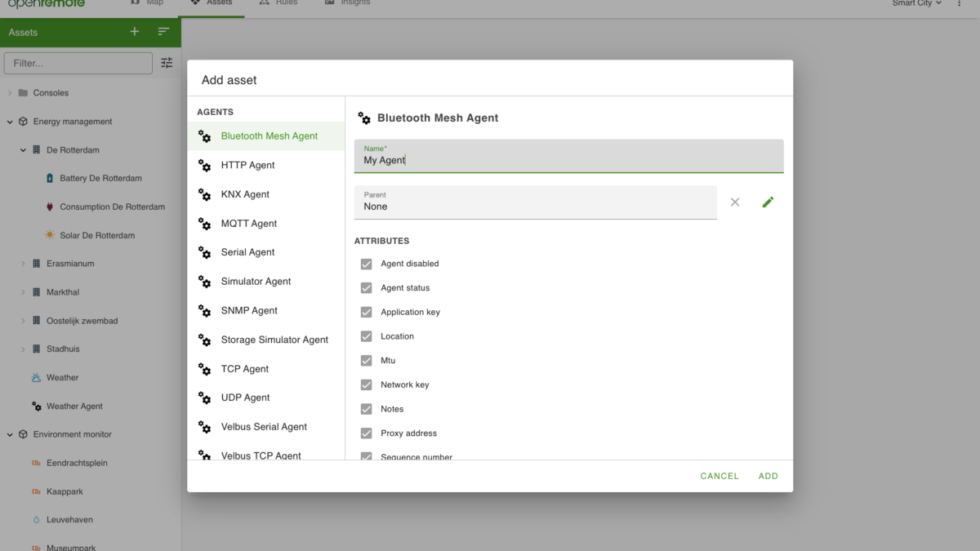 openremote
Map
Assets
Rules
Insights
Smart City
Assets
Filter...
Consoles
Energy management
De Rotterdam
Battery De Rotterdam
Consumption De Rotterdam
Solar De Rotterdam
Erasmianum
Markthal
Oostelijk zwembad
Stadhuis
Weather
Weather Agent
Environment monitor
Eendrachtsplein
Kaappark
Leuvehaven
Museumpark
Add asset
AGENTS
Bluetooth Mesh Agent
HTTP Agent
KNX Agent
MQTT Agent
Serial Agent
Simulator Agent
SNMP Agent
Storage Simulator Agent
TCP Agent
UDP Agent
Velbus Serial Agent
Velbus TCP Agent
Bluetooth Mesh Agent
Name*
My Agent
Parent
None
ATTRIBUTES
Agent disabled
Agent status
Application key
Location
Mtu
Network key
Notes
Proxy address
Sequence number
CANCEL
ADD